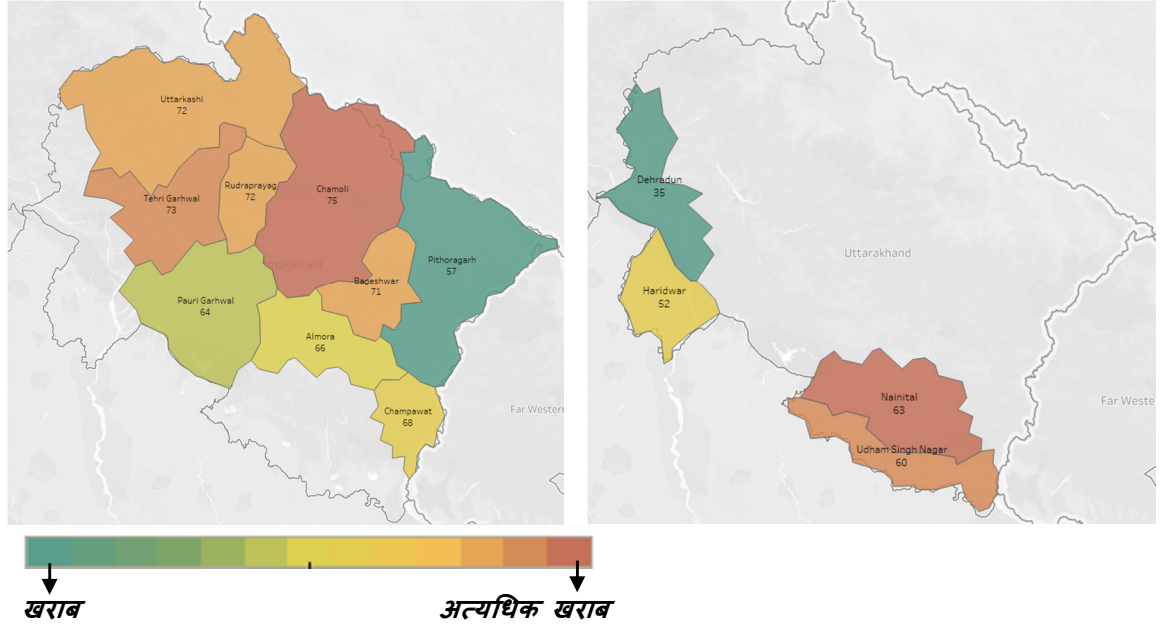 Uttarkashi
72
Tehri Garhwal
73
Rudraprayag
72
Chamoli
75
Pithoragarh
57
Uttarakhand
Bageshwar
71
Pauri Garhwal
64
Almora
66
Champawat
68
Far Western
Dehradun
35
Uttarakhand
Haridwar
52
Nainital
63
Udham Singh Nagar
60
Far Weste
खराब
अत्यधिक खराब